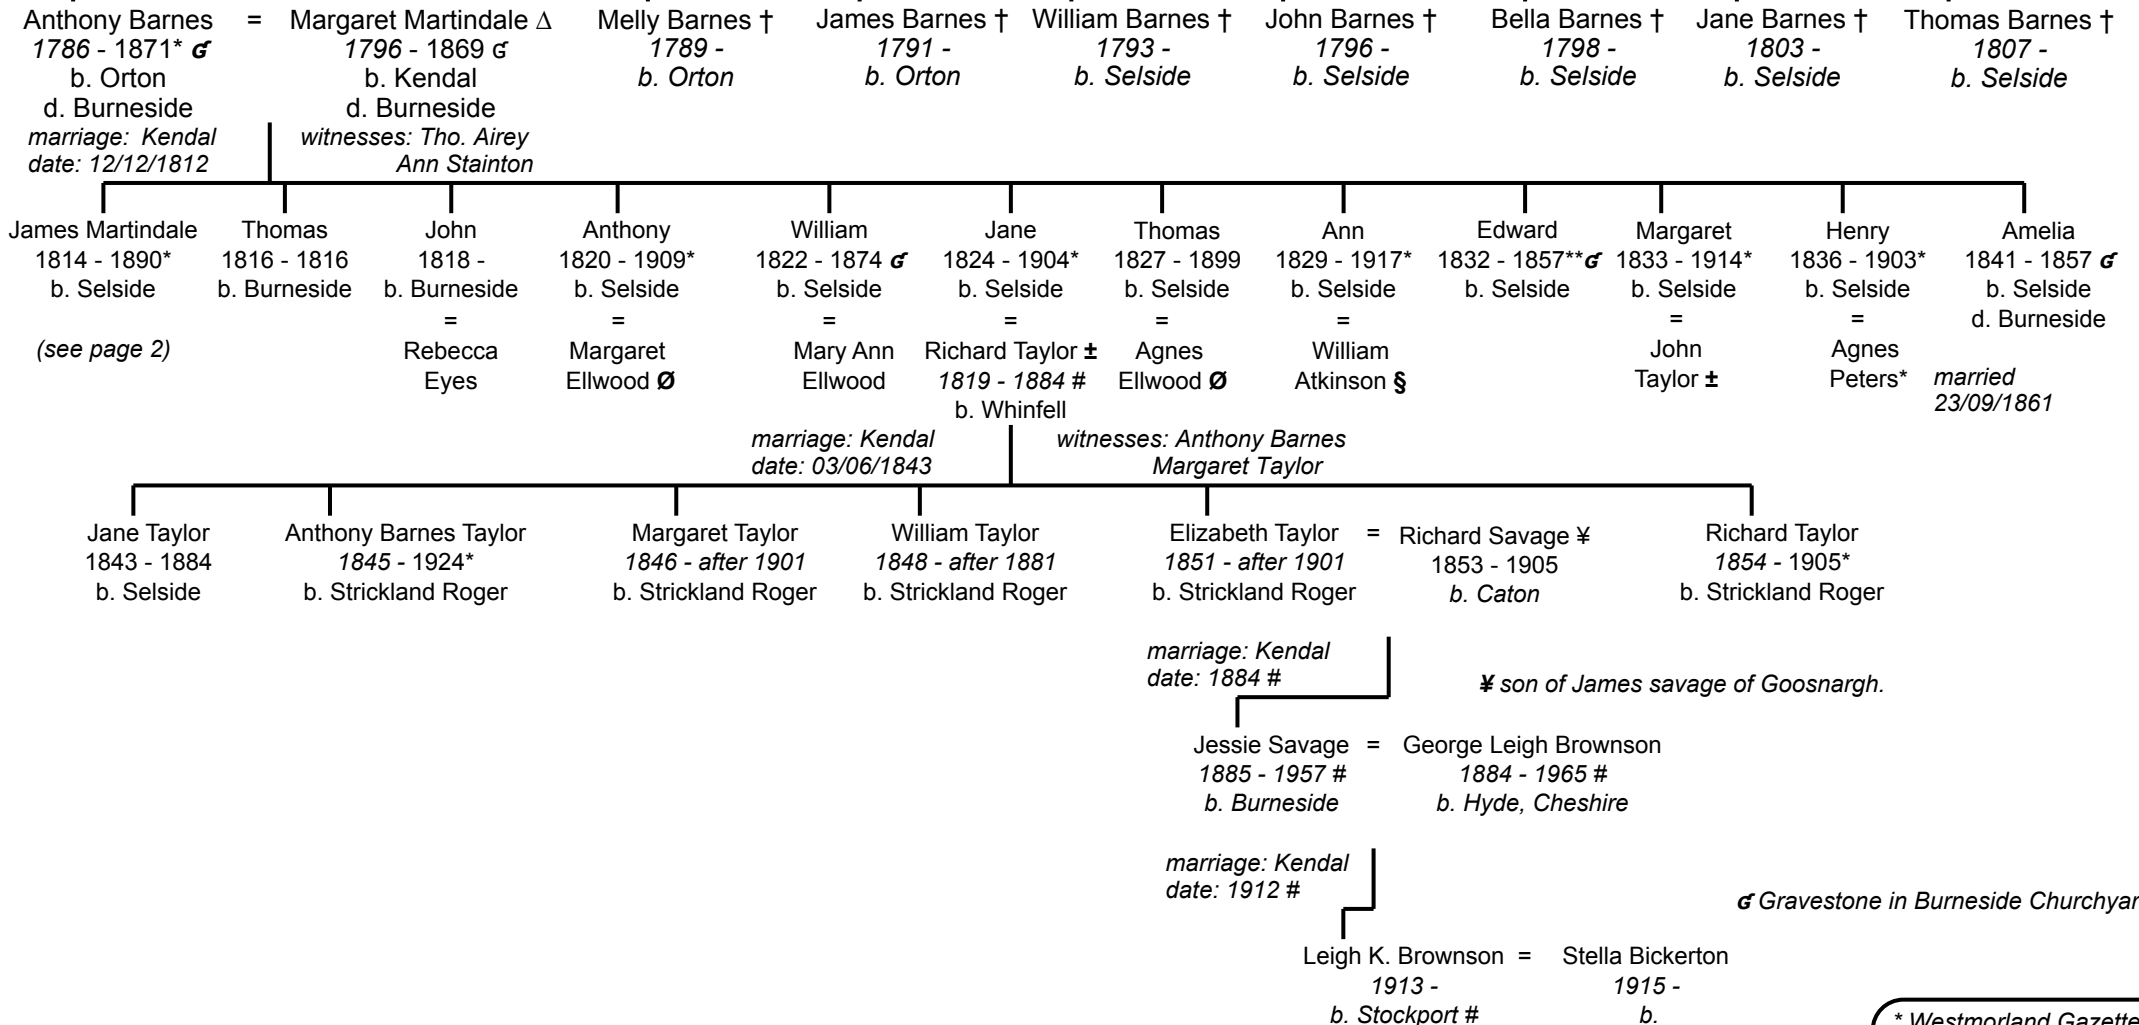 Anthony Barnes = Margaret Martindale Δ Melly Barnes † James Barnes † William Barnes † John Barnes † Bella Barnes † Jane Barnes † Thomas Barnes †
1786 - 1871* ɠ 1796 - 1869 ɠ 1789 - 1791 - 1793 - 1796 - 1798 - 1803 - 1807 -
b. Orton b. Kendal b. Orton b. Orton b. Selside b. Selside b. Selside b. Selside b. Selside
d. Burneside d. Burneside
marriage: Kendal witnesses: Tho. Airey
date: 12/12/1812 Ann Stainton
James Martindale Thomas John Anthony William Jane Thomas Ann Edward Margaret Henry Amelia
1814 - 1890* 1816 - 1816 1818 - 1820 - 1909* 1822 - 1874 ɠ 1824 - 1904* 1827 - 1899 1829 - 1917* 1832 - 1857**ɠ 1833 - 1914* 1836 - 1903* 1841 - 1857 ɠ
b. Selside b. Burneside b. Burneside b. Selside b. Selside b. Selside b. Selside b. Selside b. Selside b. Selside b. Selside b. Selside
= = = = = = = = d. Burneside
(see page 2) Rebecca Margaret Mary Ann Richard Taylor ± Agnes William John Agnes
Eyes Ellwood Ø Ellwood 1819 - 1884 # Ellwood Ø Atkinson § Taylor ± Peters* married
b. Whinfell 23/09/1861
marriage: Kendal witnesses: Anthony Barnes
date: 03/06/1843 Margaret Taylor
Jane Taylor Anthony Barnes Taylor Margaret Taylor William Taylor Elizabeth Taylor = Richard Savage ¥ Richard Taylor
1843 - 1884 1845 - 1924* 1846 - after 1901 1848 - after 1881 1851 - after 1901 1853 - 1905 1854 - 1905*
b. Selside b. Strickland Roger b. Strickland Roger b. Strickland Roger b. Strickland Roger b. Caton b. Strickland Roger
marriage: Kendal
date: 1884 # ¥ son of James savage of Goosnargh.
Jessie Savage = George Leigh Brownson
1885 - 1957 # 1884 - 1965 #
b. Burneside b. Hyde, Cheshire
marriage: Kendal
date: 1912 #
ɠ Gravestone in Burneside Churchyar
Leigh K. Brownson = Stella Bickerton
1913 - 1915 -
b. Stockport # b.
* Westmorland Gazette